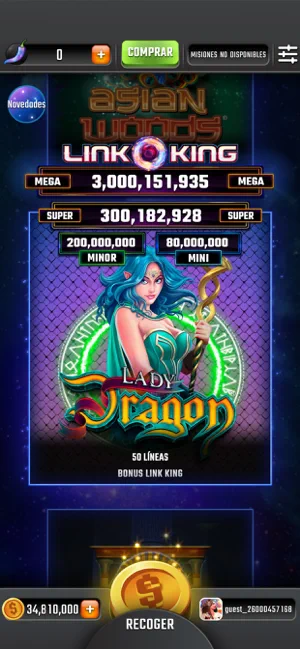 0
COMPRAR
MISIONES NO DISPONIBLES
Novedades
ASIAN
WOODS
LINK KING
MEGA 3,000,151,935 MEGA
SUPER 300,182,928 SUPER
200,000,000 80,000,000
MINOR MINI
LADY
Dragon
50 LÍNEAS
BONUS LINK KING
34,810,000
guest_26000457168
RECOGER